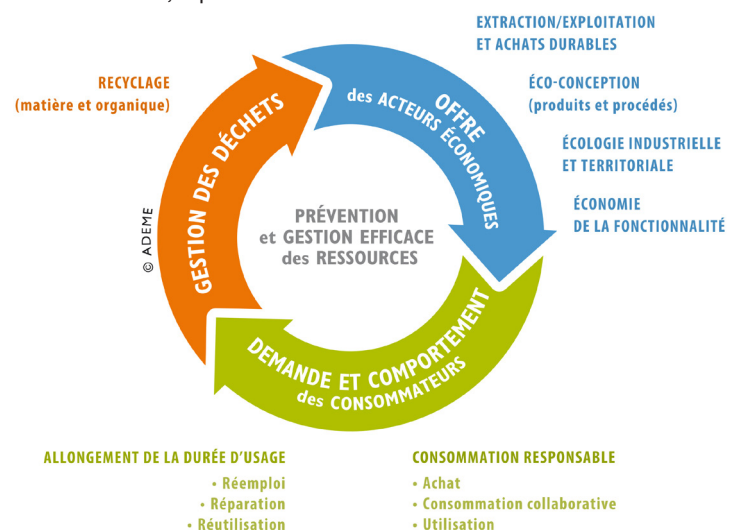 EXTRACTION/EXPLOITATION
ET ACHATS DURABLES
RECYCLAGE
(matière et organique)
ÉCO-CONCEPTION
(produits et procédés)
ÉCOLOGIE INDUSTRIELLE
ET TERRITORIALE
ÉCONOMIE
DE LA FONCTIONNALITÉ
OFFRE
des ACTEURS ÉCONOMIQUES
GESTION DES DÉCHETS
PRÉVENTION
et GESTION EFFICACE
des RESSOURCES
© ADEME
DEMANDE ET COMPORTEMENT
des CONSOMMATEURS
ALLONGEMENT DE LA DURÉE D'USAGE
• Réemploi
• Réparation
• Réutilisation
CONSOMMATION RESPONSABLE
• Achat
• Consommation collaborative
• Utilisation